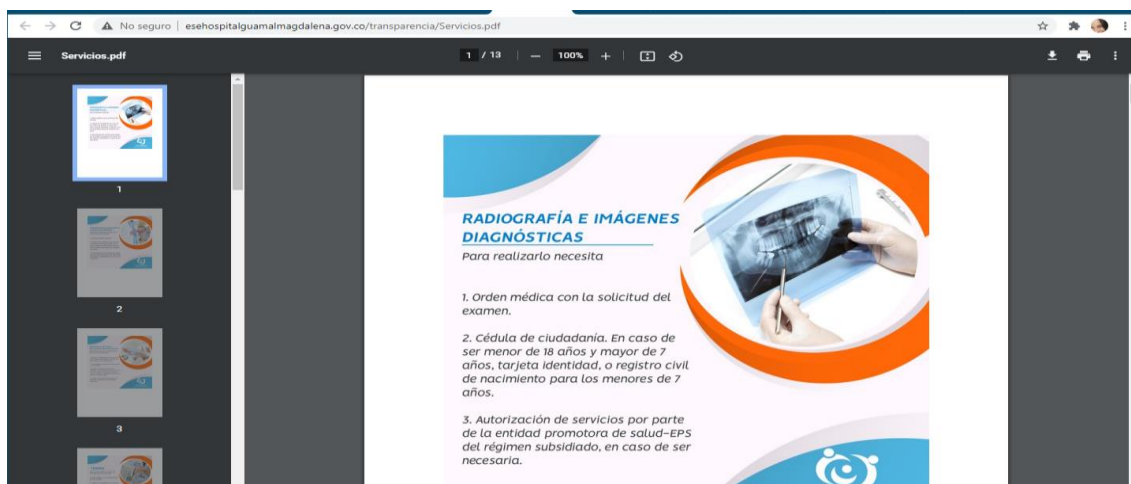 No seguro | esehospitalguamalmagdalena.gov.co/transparencia/Servicios.pdf
Servicios.pdf
1 / 13
100%
1
2
3
RADIOGRAFÍA E IMÁGENES
DIAGNÓSTICAS
Para realizarlo necesita
1. Orden médica con la solicitud del
examen.
2. Cédula de ciudadanía. En caso de
ser menor de 18 años y mayor de 7
años, tarjeta identidad, o registro civil
de nacimiento para los menores de 7
años.
3. Autorización de servicios por parte
de la entidad promotora de salud-EPS
del régimen subsidiado, en caso de ser
necesaria.